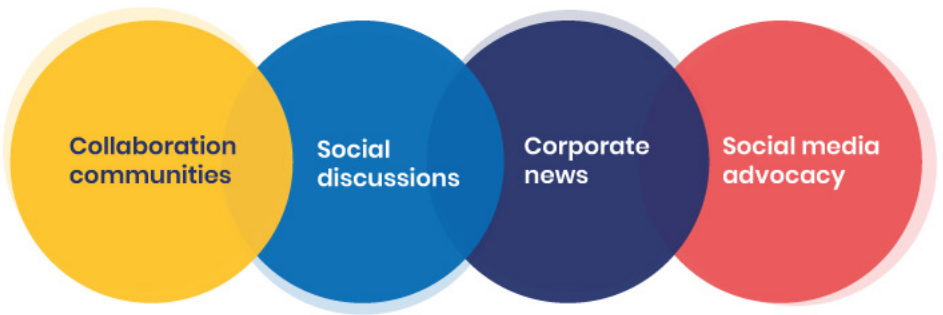 Collaboration
communities
Social
discussions
Corporate
news
Social media
advocacy